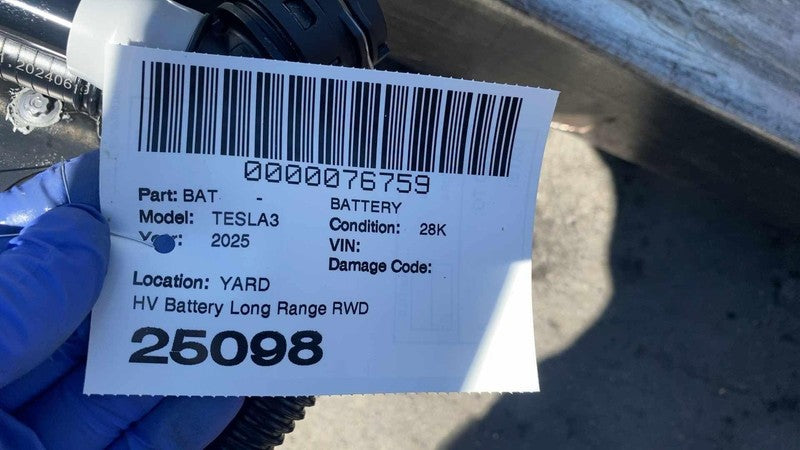 0000076759
Part: BAT - BATTERY
Model: TESLA3 Condition: 28K
Year: 2025 VIN:
Damage Code:
Location: YARD
HV Battery Long Range RWD
25098